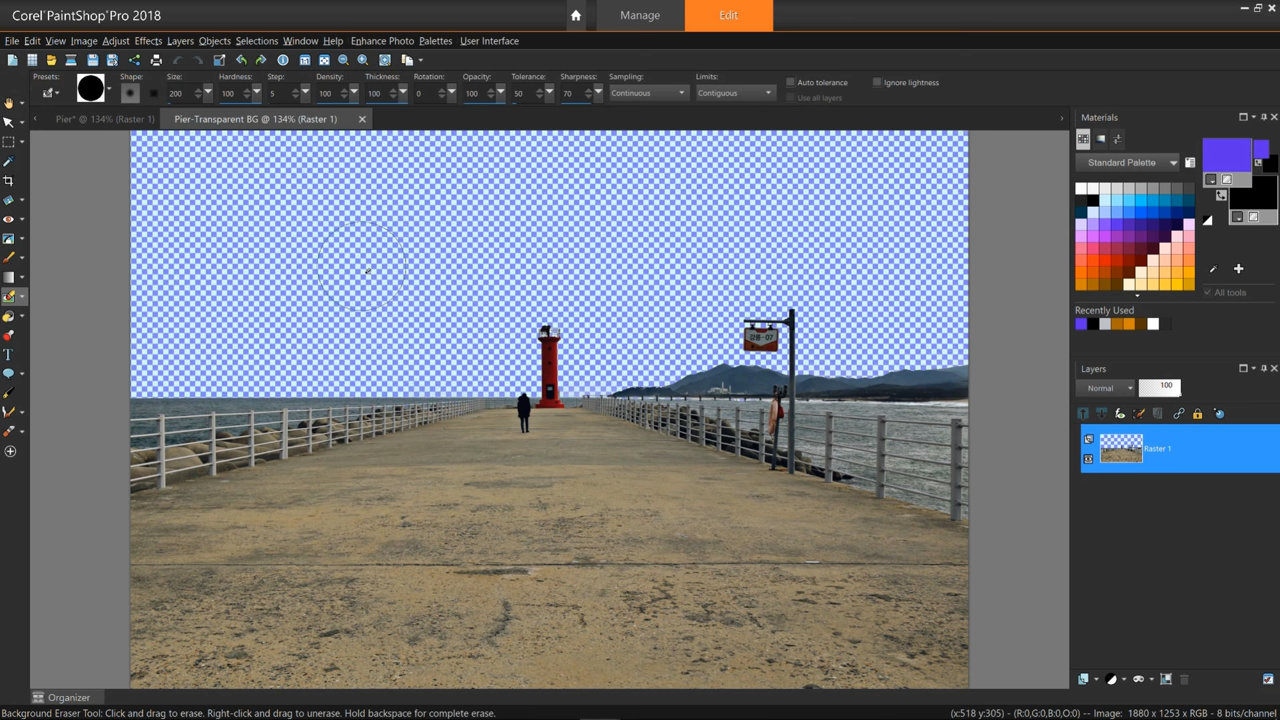 Corel PaintShop Pro 2018
Manage
Edit
File Edit View Image Adjust Effects Layers Objects Selections Window Help Enhance Photo Palettes User Interface
Presets: Shape: Size: Hardness: Step: Density: Thickness: Rotation: Opacity: Tolerance: Sharpness: Sampling: Limits:
200 100 5 100 100 0 100 50 70 Continuous Contiguous
Auto tolerance
Ignore lightness
Use all layers
Pier* @ 134% (Raster 1)
Pier-Transparent BG @ 134% (Raster 1)
Materials
Standard Palette
All tools
Recently Used
Layers
Normal
100
Raster 1
Organizer
Background Eraser Tool: Click and drag to erase. Right-click and drag to unerase. Hold backspace for complete erase.
(x:518 y:305) -- (R:0,G:0,B:0,O:0) -- Image: 1880 x 1253 x RGB - 8 bits/channel